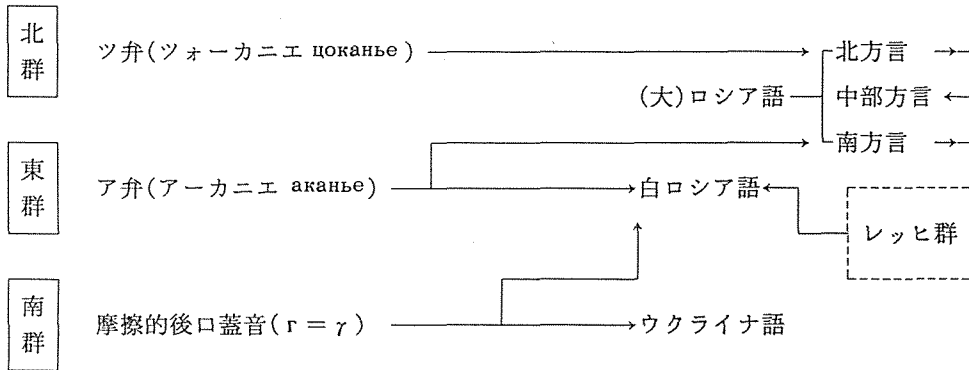 北群
ツ弁(ツォーカニエ цоканье)
北方言
(大)ロシア語
中部方言
南方言
東群
ア弁(アーカニエ аканье)
白ロシア語
レッヒ群
南群
摩擦的後口蓋音(г = γ)
ウクライナ語